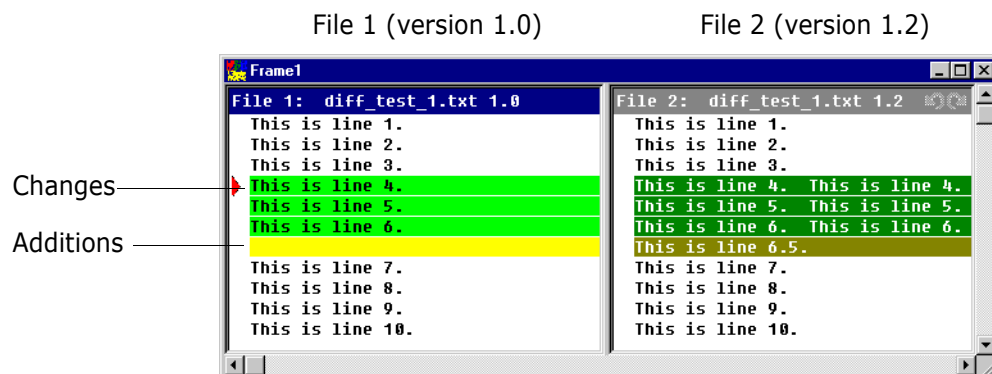 File 1 (version 1.0)
File 2 (version 1.2)
Frame1
File 1: diff_test_1.txt 1.0
This is line 1.
This is line 2.
This is line 3.
This is line 4.
This is line 5.
This is line 6.
This is line 7.
This is line 8.
This is line 9.
This is line 10.
File 2: diff_test_1.txt 1.2
This is line 1.
This is line 2.
This is line 3.
This is line 4. This is line 4.
This is line 5. This is line 5.
This is line 6. This is line 6.
This is line 6.5.
This is line 7.
This is line 8.
This is line 9.
This is line 10.
Changes
Additions